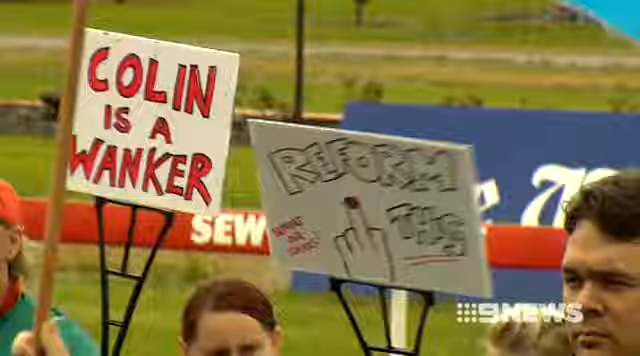 COLIN
IS A
WANKER
REFORM
THIS
SEW
9NEWS